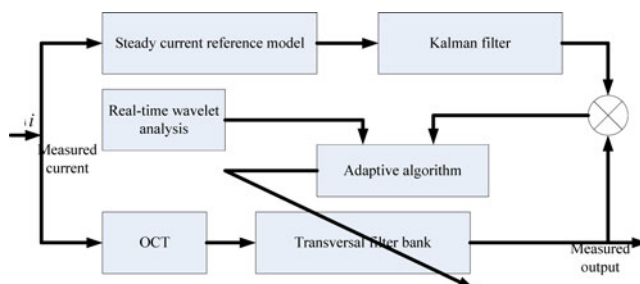 Steady current reference model
Kalman filter
i
Measured
current
Real-time wavelet
analysis
Adaptive algorithm
OCT
Transversal filter bank
Measured
output